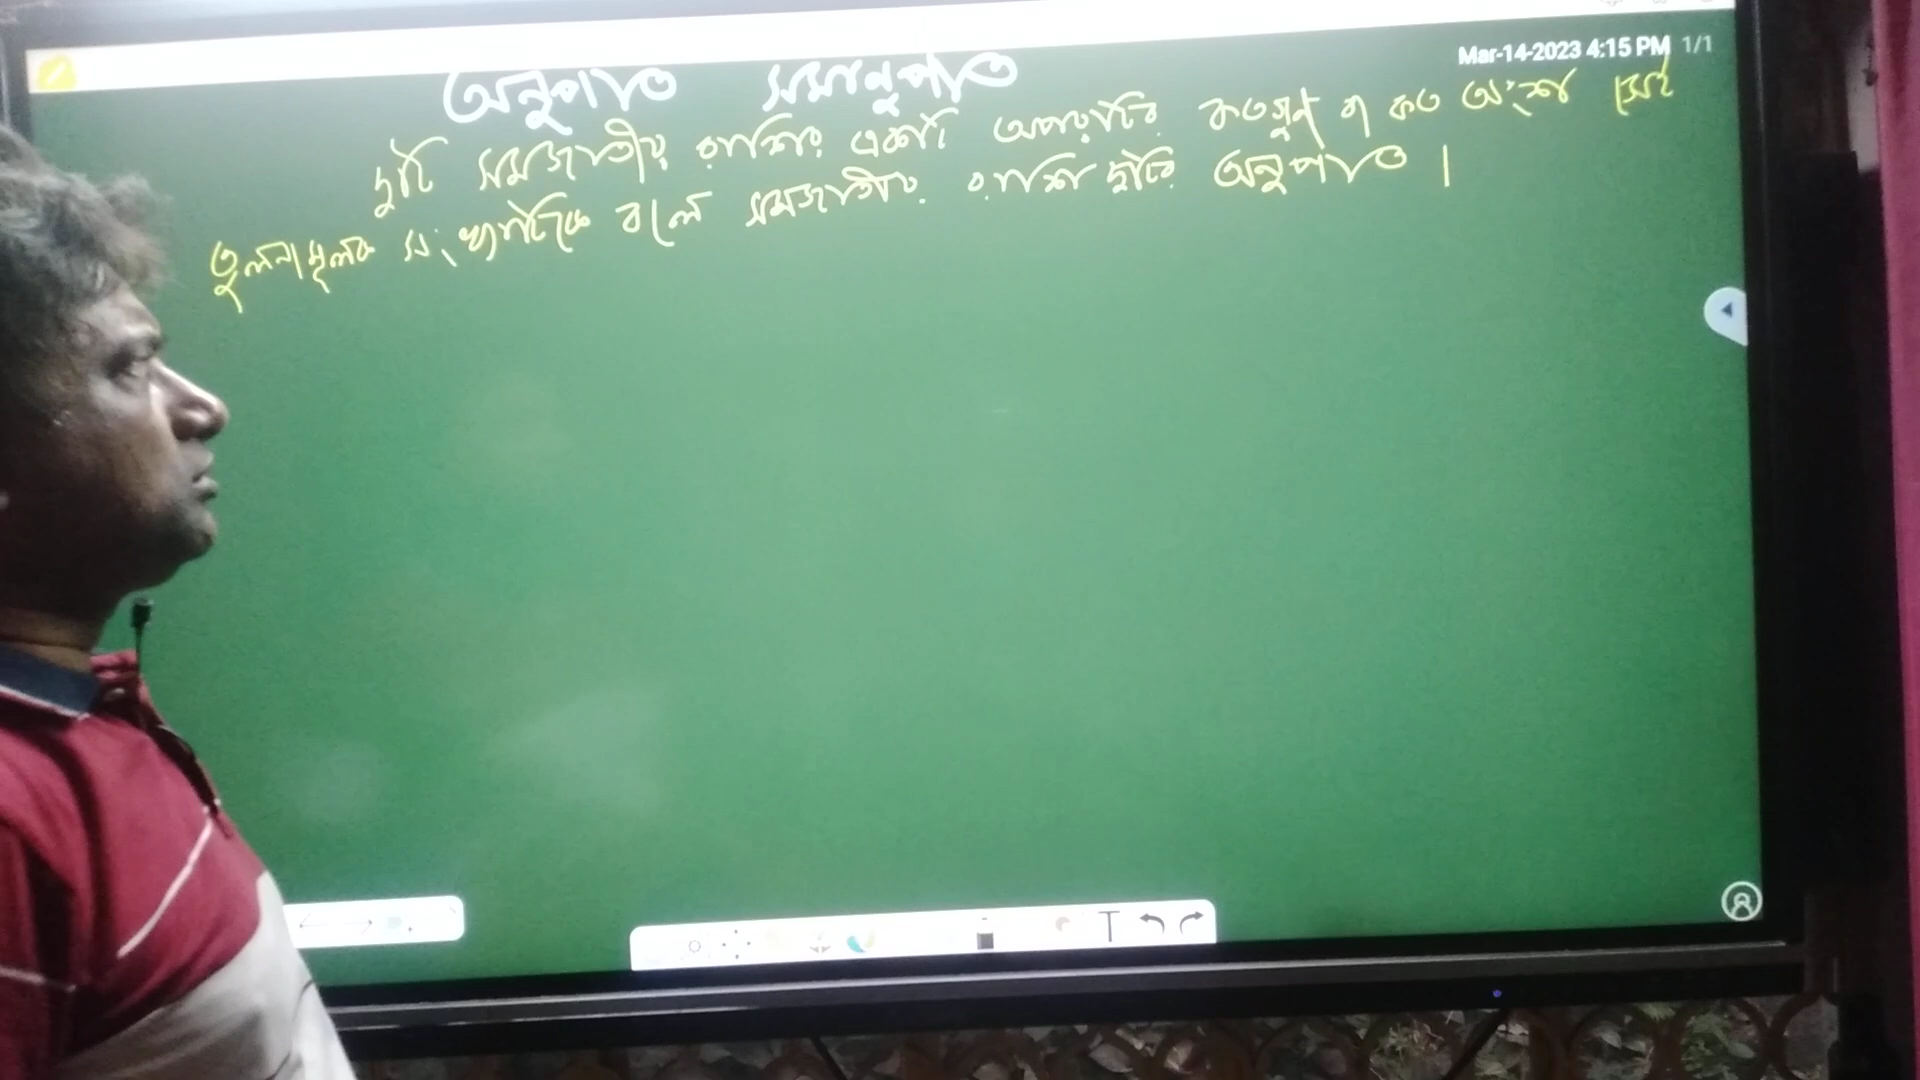 Mar-14-2023 4:15 PM 1/1
অনুপাত সমানুপাত
দুটি সমজাতীয় রাশির একটি অপরটির কতগুণ বা কত অংশ সেই
তুলনামূলক সংখ্যাটিকে বলে সমজাতীয় রাশি দুটির অনুপাত।
T